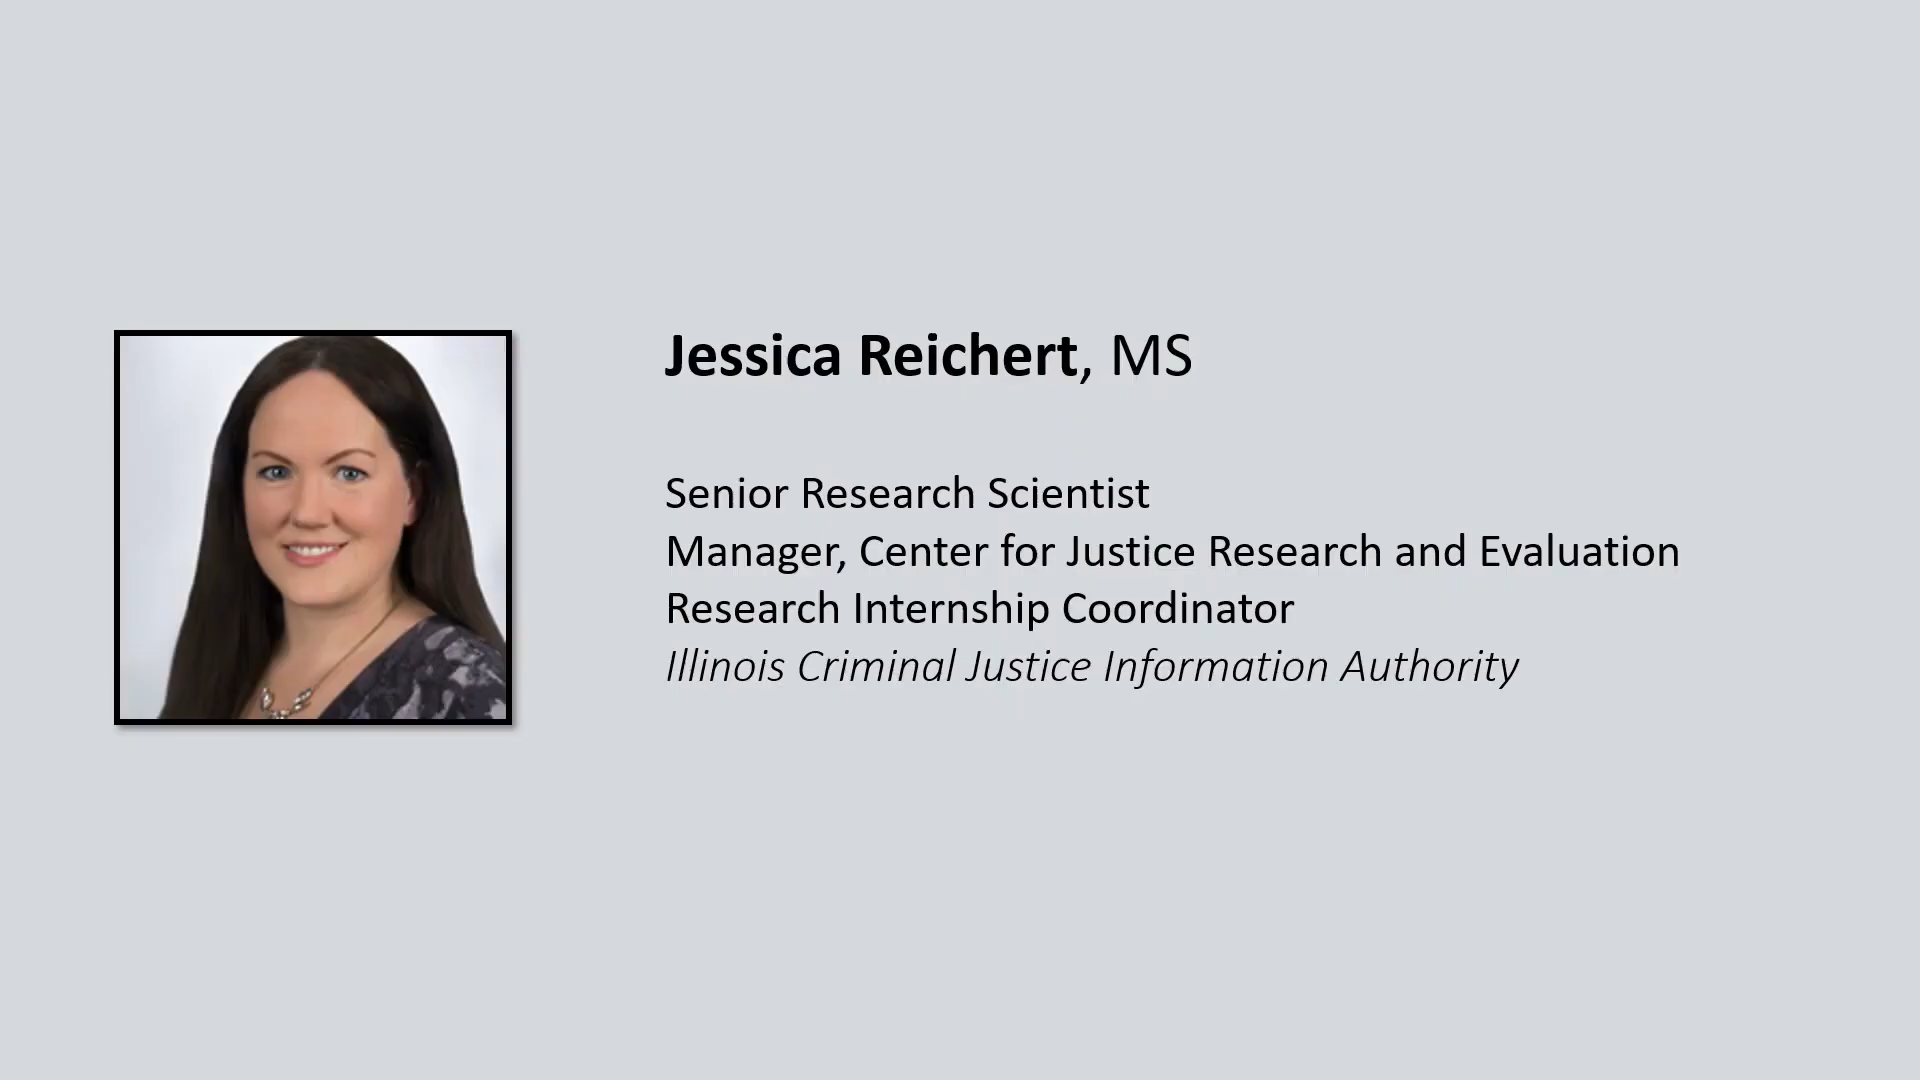 Jessica Reichert, MS
Senior Research Scientist
Manager, Center for Justice Research and Evaluation
Research Internship Coordinator
Illinois Criminal Justice Information Authority